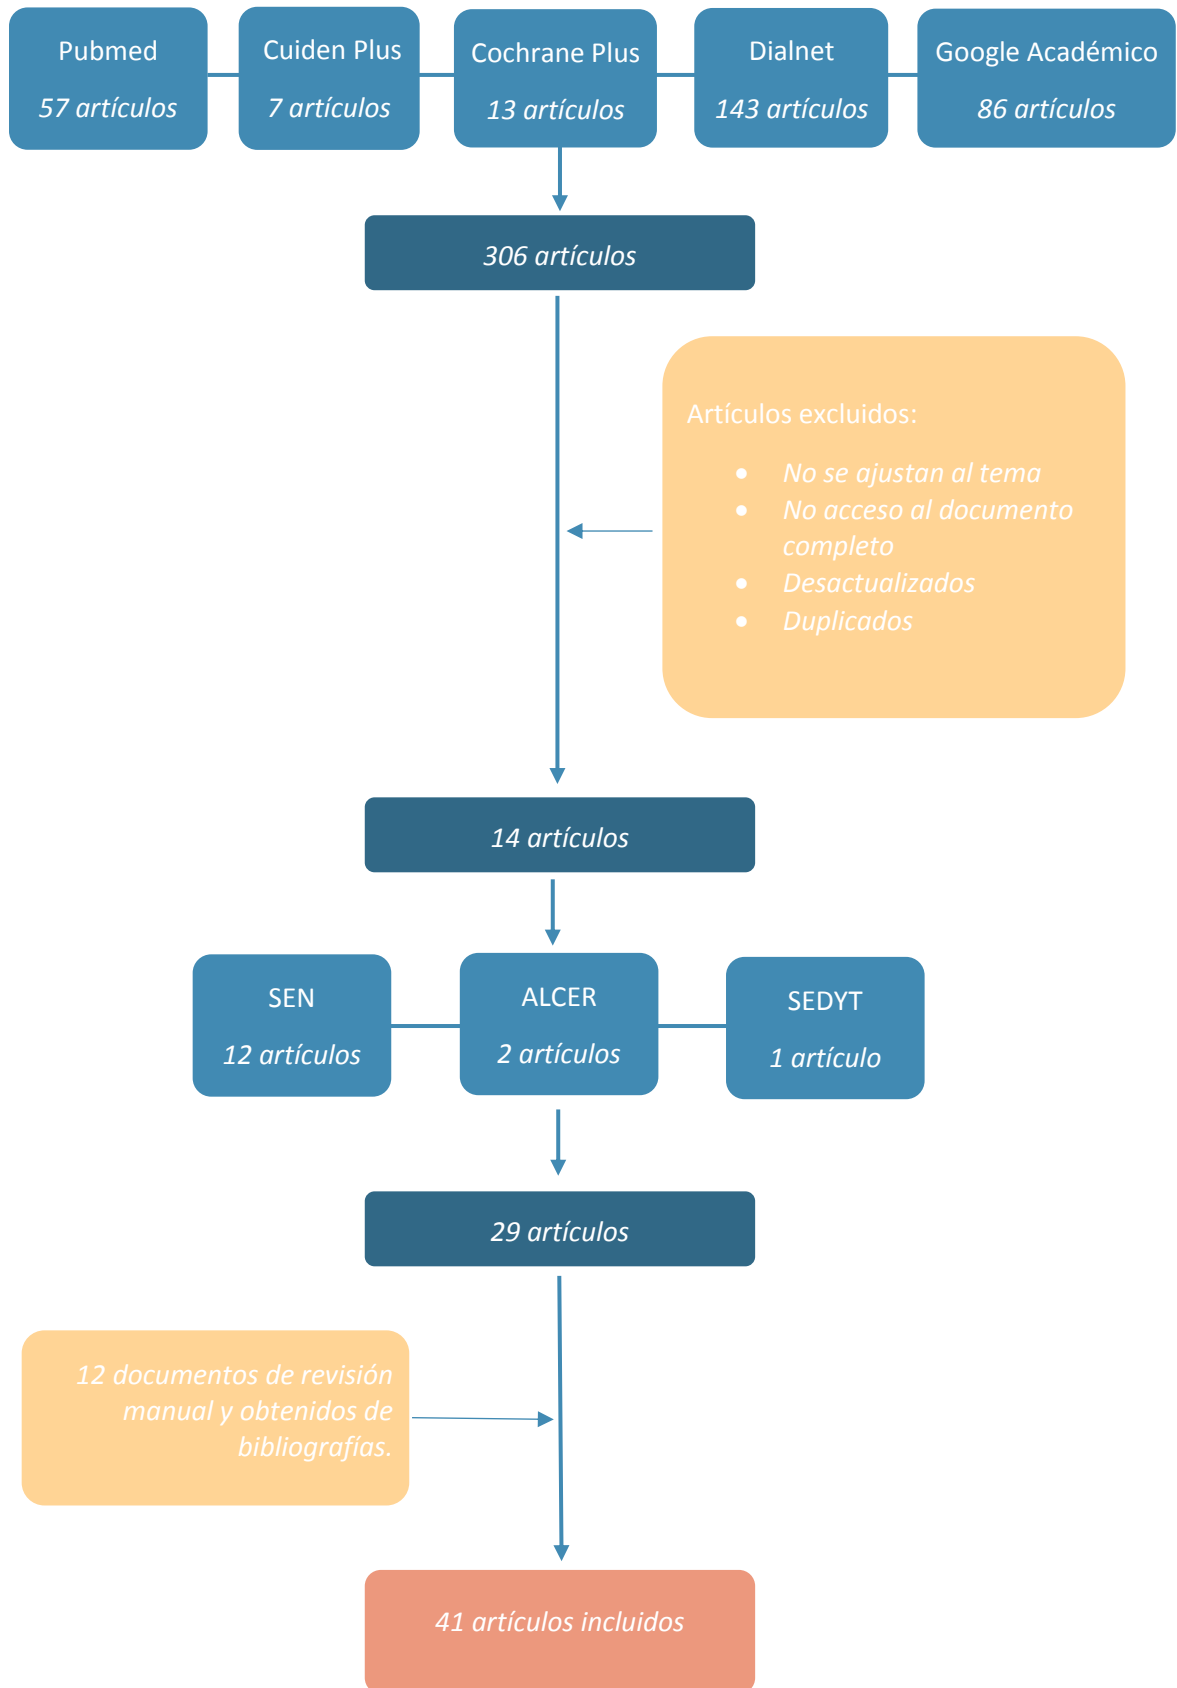 Pubmed
57 artículos
Cuiden Plus
7 artículos
Cochrane Plus
13 artículos
Dialnet
143 artículos
Google Académico
86 artículos
306 artículos
Artículos excluidos:
● No se ajustan al tema
● No acceso al documento
completo
● Desactualizados
● Duplicados
14 artículos
SEN
12 artículos
ALCER
2 artículos
SEDYT
1 artículo
29 artículos
12 documentos de revisión
manual y obtenidos de
bibliografías.
41 artículos incluidos